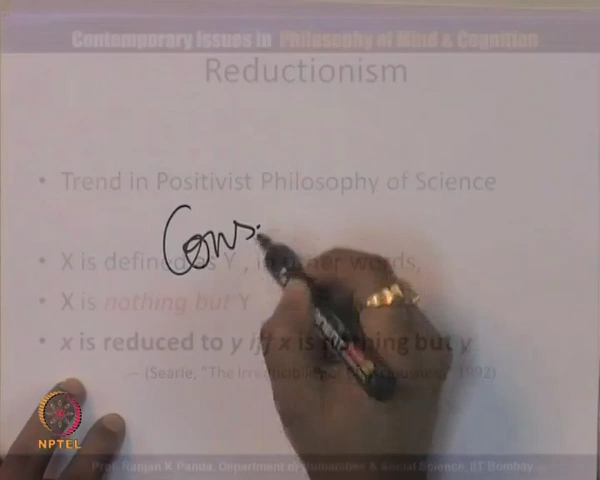 Contemporary Issues in Philosophy of Mind & Cognition
Reductionism
• Trend in Positivist Philosophy of Science
Cons.
• X is defined as Y , in other words,
• X is nothing but Y
• x is reduced to y iff x is nothing but y
– (Searle, "The Irreducibility of Consciousness", 1992)
NPTEL
Prof. Ranjan K Panda, Department of Humanities & Social Science, IIT Bombay